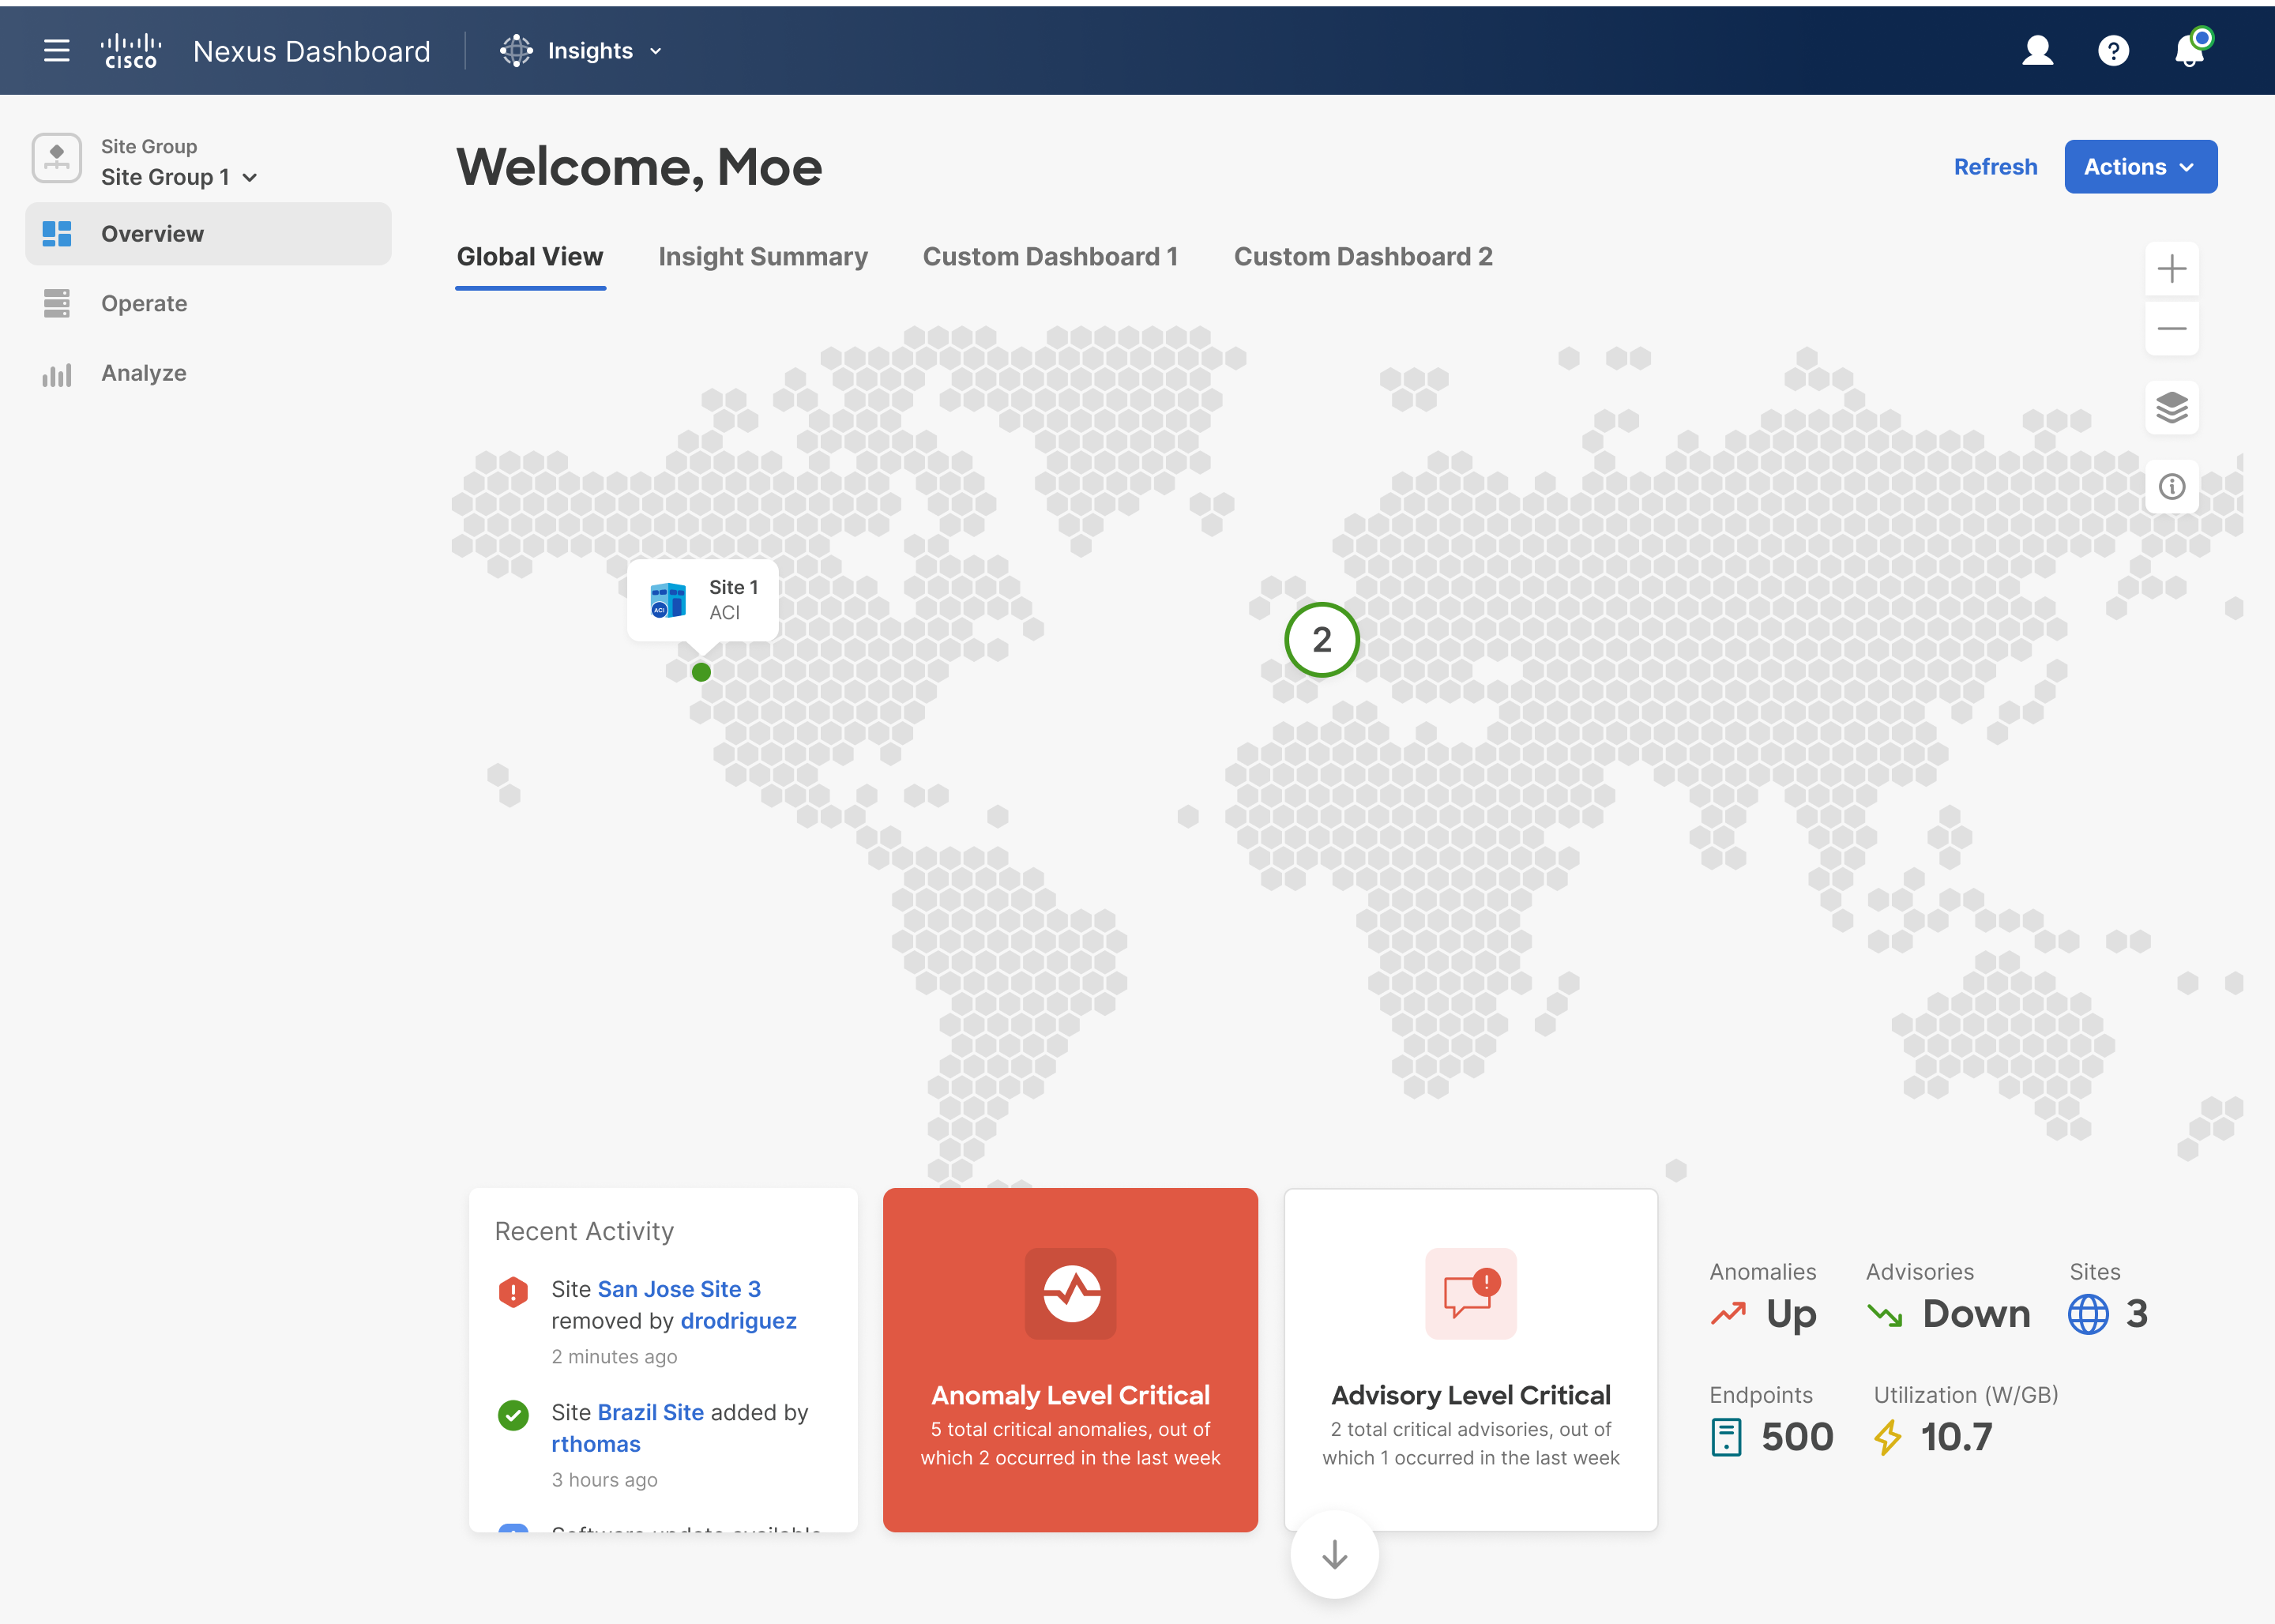 CISCO
Nexus Dashboard
Insights
Site Group
Site Group 1
Overview
Operate
Analyze
Welcome, Moe
Refresh
Actions
Global View
Insight Summary
Custom Dashboard 1
Custom Dashboard 2
ACI
Site 1
ACI
2
Recent Activity
Site San Jose Site 3
removed by drodriguez
2 minutes ago
Site Brazil Site added by
rthomas
3 hours ago
Software update available
Anomaly Level Critical
5 total critical anomalies, out of
which 2 occurred in the last week
Advisory Level Critical
2 total critical advisories, out of
which 1 occurred in the last week
Anomalies
Up
Advisories
Down
Sites
3
Endpoints
500
Utilization (W/GB)
10.7